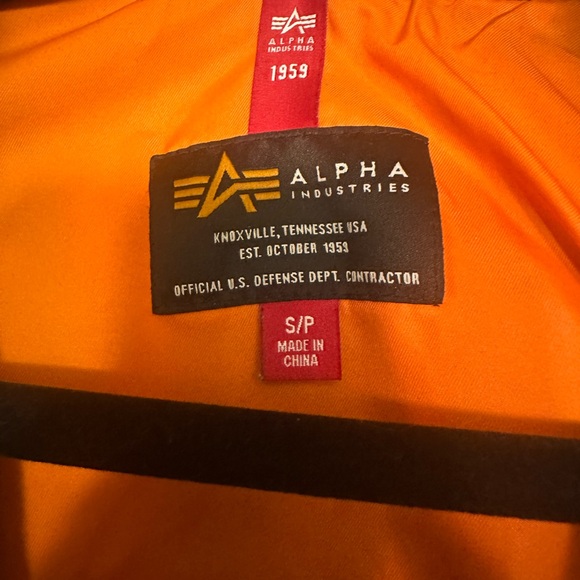 ALPHA
INDUSTRIES
1959
ALPHA
INDUSTRIES
KNOXVILLE, TENNESSEE USA
EST. OCTOBER 1959
OFFICIAL U.S. DEFENSE DEPT. CONTRACTOR
S/P
MADE IN
CHINA